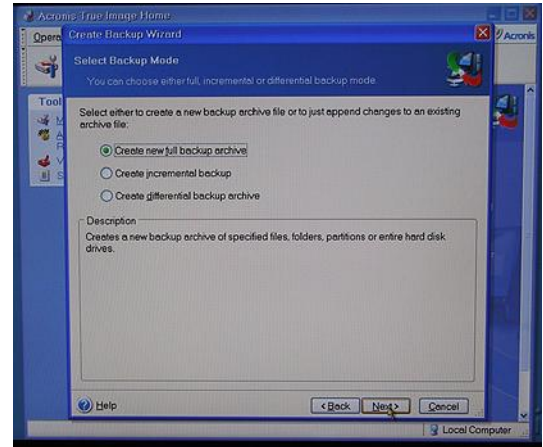 Acronis True Image Home
Acronis
Create Backup Wizard
Select Backup Mode
You can choose either full, incremental or differential backup mode.
Select either to create a new backup archive file or to just append changes to an existing
archive file:
Create new full backup archive
Create incremental backup
Create differential backup archive
Description
Creates a new backup archive of specified files, folders, partitions or entire hard disk
drives.
Help
< Back
Next >
Cancel
Local Computer